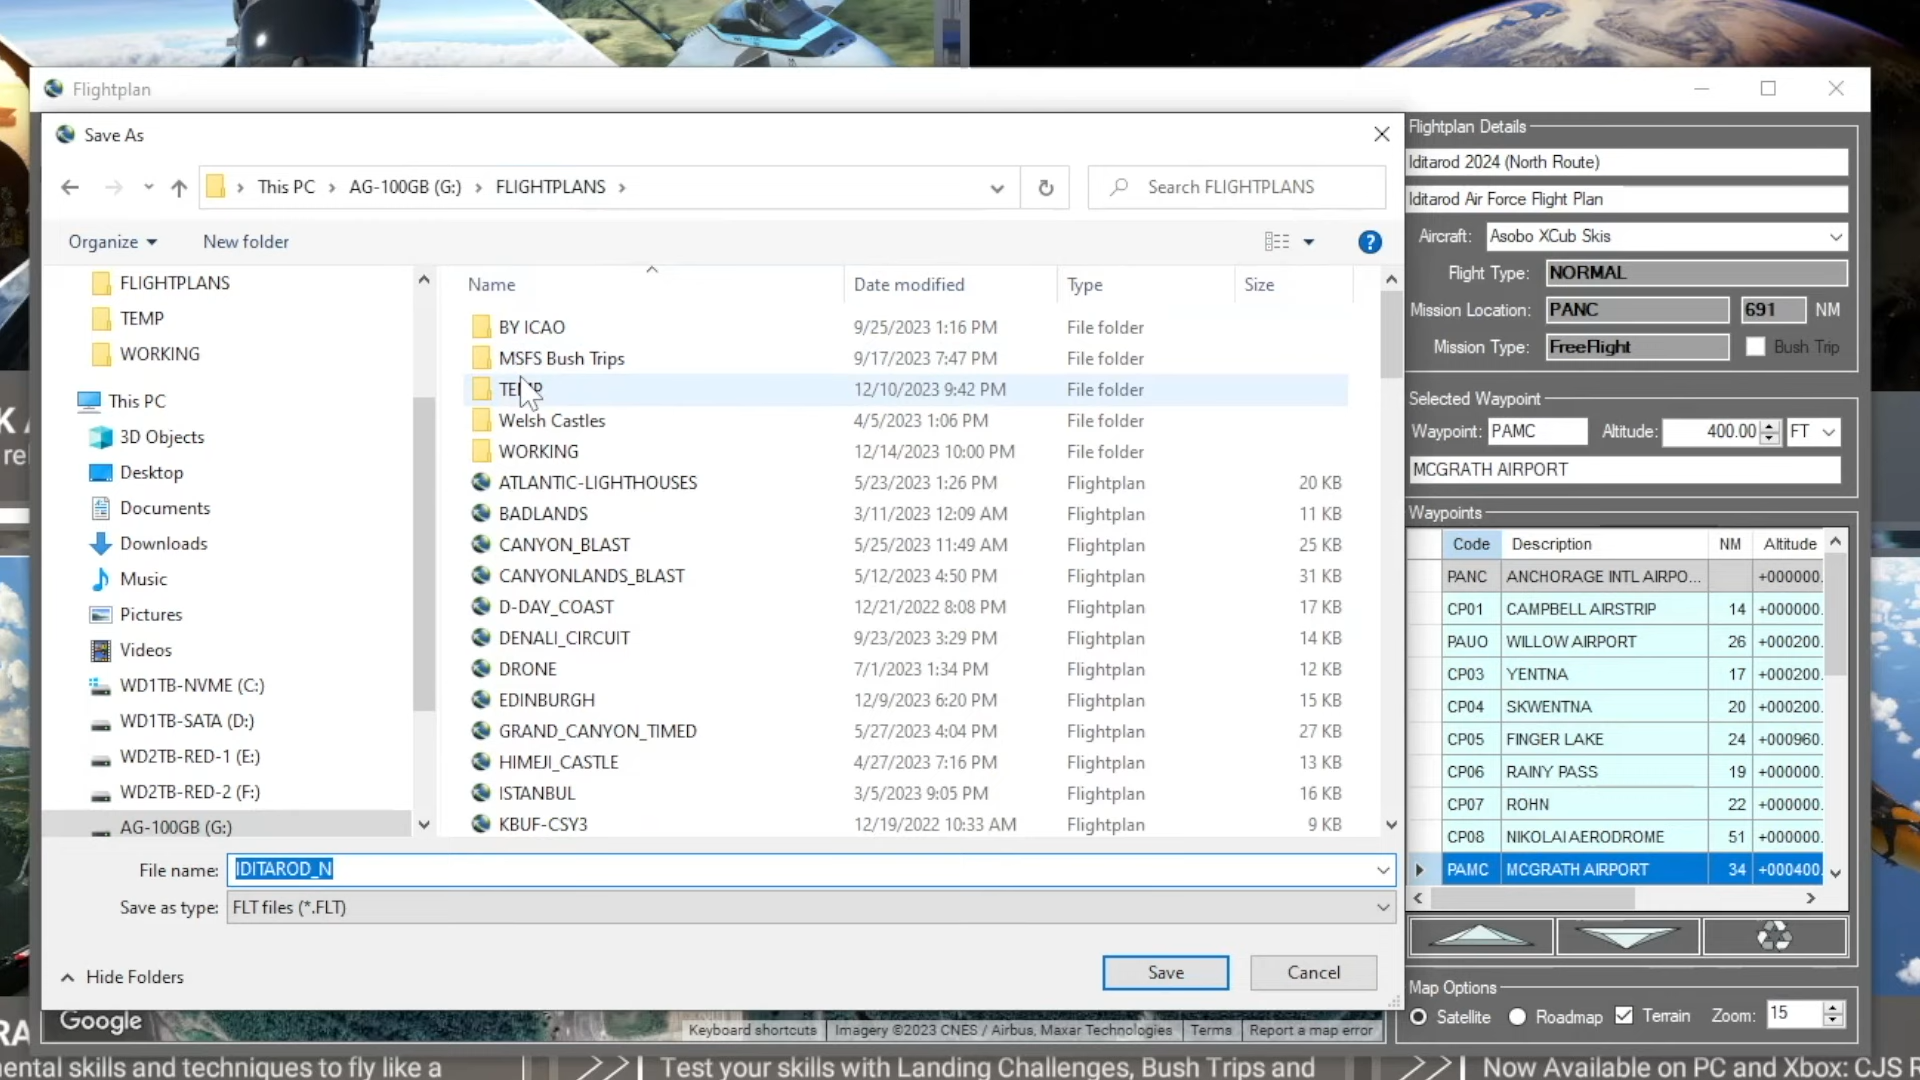 Flightplan
Save As
This PC › AG-100GB (G:) › FLIGHTPLANS ›
Search FLIGHTPLANS
Organize
New folder
FLIGHTPLANS
TEMP
WORKING
This PC
3D Objects
Desktop
Documents
Downloads
Music
Pictures
Videos
WD1TB-NVME (C:)
WD1TB-SATA (D:)
WD2TB-RED-1 (E:)
WD2TB-RED-2 (F:)
AG-100GB (G:)
Name Date modified Type Size
BY ICAO 9/25/2023 1:16 PM File folder
MSFS Bush Trips 9/17/2023 7:47 PM File folder
TEMP 12/10/2023 9:42 PM File folder
Welsh Castles 4/5/2023 1:06 PM File folder
WORKING 12/14/2023 10:00 PM File folder
ATLANTIC-LIGHTHOUSES 5/23/2023 1:26 PM Flightplan 20 KB
BADLANDS 3/11/2023 12:09 AM Flightplan 11 KB
CANYON_BLAST 5/25/2023 11:49 AM Flightplan 25 KB
CANYONLANDS_BLAST 5/12/2023 4:50 PM Flightplan 31 KB
D-DAY_COAST 12/21/2022 8:08 PM Flightplan 17 KB
DENALI_CIRCUIT 9/23/2023 3:29 PM Flightplan 14 KB
DRONE 7/1/2023 1:34 PM Flightplan 12 KB
EDINBURGH 12/9/2023 6:20 PM Flightplan 15 KB
GRAND_CANYON_TIMED 5/27/2023 4:04 PM Flightplan 27 KB
HIMEJI_CASTLE 4/27/2023 7:16 PM Flightplan 13 KB
ISTANBUL 3/5/2023 9:05 PM Flightplan 16 KB
KBUF-CSY3 12/19/2022 10:33 AM Flightplan 9 KB
File name: IDITAROD_N
Save as type: FLT files (*.FLT)
Hide Folders
Save
Cancel
Flightplan Details
Iditarod 2024 (North Route)
Iditarod Air Force Flight Plan
Aircraft: Asobo XCub Skis
Flight Type: NORMAL
Mission Location: PANC 691 NM
Mission Type: FreeFlight Bush Trip
Selected Waypoint
Waypoint: PAMC Altitude: 400.00 FT
MCGRATH AIRPORT
Waypoints
Code Description NM Altitude
PANC ANCHORAGE INTL AIRPO... +000000.
CP01 CAMPBELL AIRSTRIP 14 +000000.
PAUO WILLOW AIRPORT 26 +000200.
CP03 YENTNA 17 +000200.
CP04 SKWENTNA 20 +000200.
CP05 FINGER LAKE 24 +000960.
CP06 RAINY PASS 19 +000000.
CP07 ROHN 22 +000000.
CP08 NIKOLAI AERODROME 51 +000000.
PAMC MCGRATH AIRPORT 34 +000400.
Map Options
Satellite Roadmap Terrain Zoom: 15
Google
Keyboard shortcuts Imagery ©2023 CNES / Airbus, Maxar Technologies Terms Report a map error
K
re
RA
ental skills and techniques to fly like a
Test your skills with Landing Challenges, Bush Trips and
Now Available on PC and Xbox: CJS R